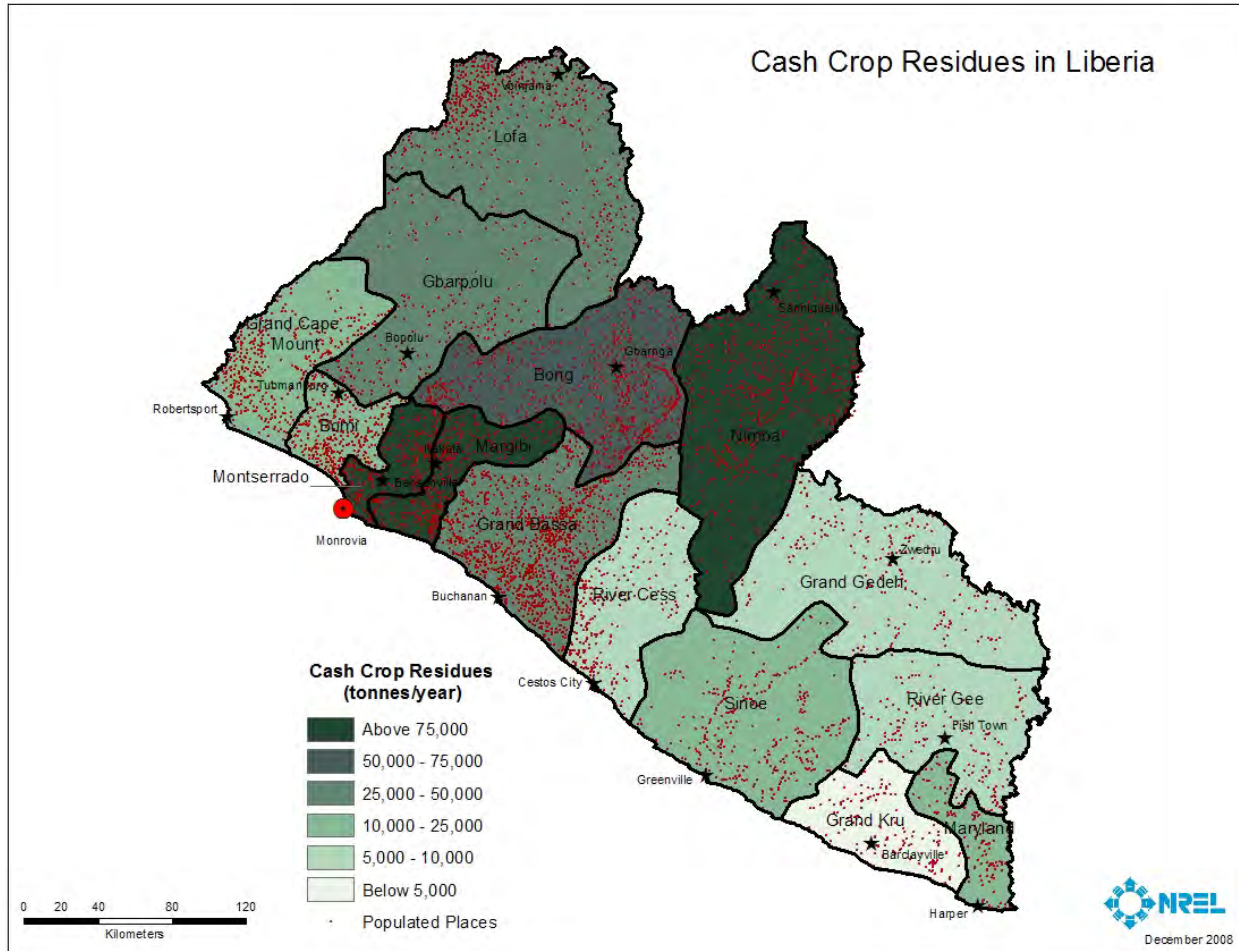 Cash Crop Residues in Liberia
Voinjama
Lofa
Gbarpolu
Sanniquellie
Grand Cape
Mount
Bopolu
Gbarnga
Bong
Tubmanburg
Robertsport
Bomi
Nimba
Margibi
Kakata
Montserrado
Bensonville
Grand Bassa
Monrovia
Zwedru
Grand Gedeh
Buchanan
River Cess
Cestos City
Sinoe
River Gee
Fish Town
Greenville
Grand Kru
Maryland
Barclayville
Harper
Cash Crop Residues
(tonnes/year)
Above 75,000
50,000 - 75,000
25,000 - 50,000
10,000 - 25,000
5,000 - 10,000
Below 5,000
Populated Places
0 20 40 60 80 120
Kilometers
NREL
December 2008